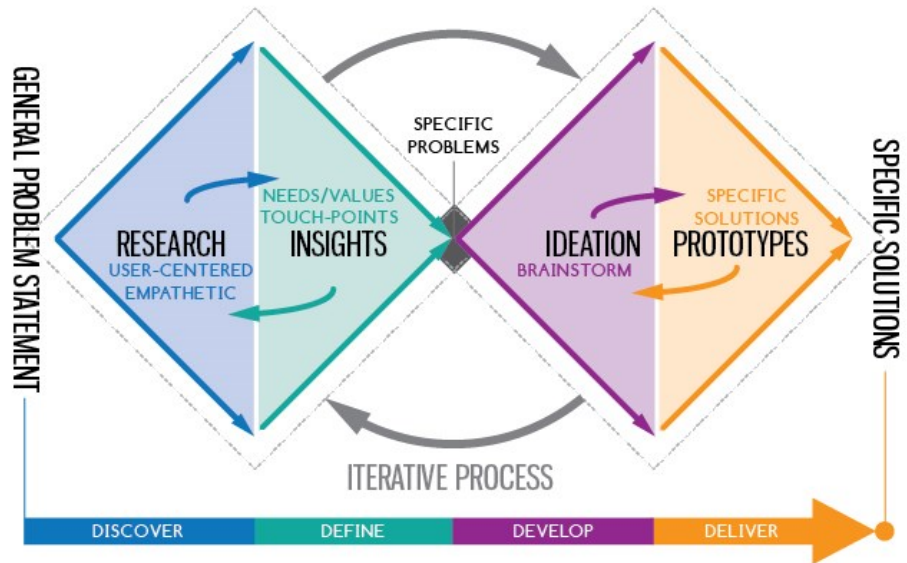 GENERAL PROBLEM STATEMENT
RESEARCH
USER-CENTERED
EMPATHETIC
NEEDS/VALUES
TOUCH-POINTS
INSIGHTS
SPECIFIC
PROBLEMS
IDEATION
BRAINSTORM
SPECIFIC
SOLUTIONS
PROTOTYPES
SPECIFIC SOLUTIONS
ITERATIVE PROCESS
DISCOVER
DEFINE
DEVELOP
DELIVER